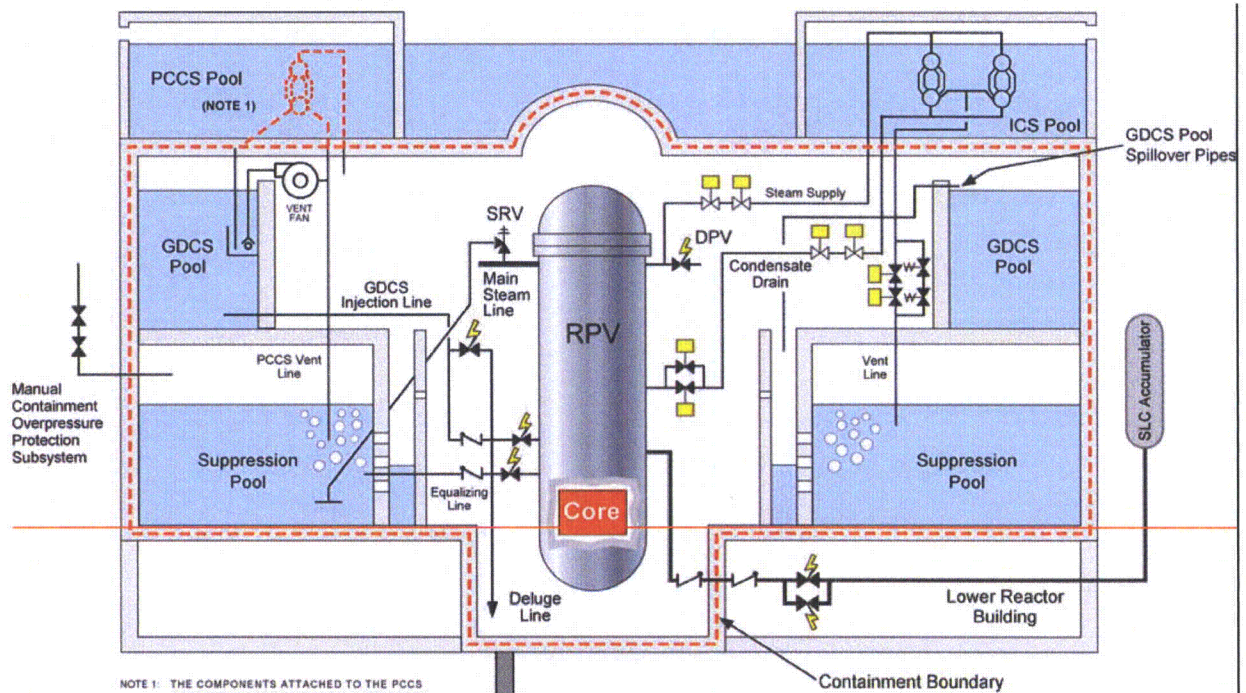 PCCS Pool
(NOTE 1)
ICS Pool
GDCS Pool
Spillover Pipes
VENT
FAN
SRV
Steam Supply
DPV
GDCS
Pool
Main
Steam
Line
Condensate
Drain
GDCS
Pool
GDCS
Injection Line
RPV
PCCS Vent
Line
Vent
Line
SLC Accumulator
Manual
Containment
Overpressure
Protection
Subsystem
Suppression
Pool
Equalizing
Line
Core
Suppression
Pool
Deluge
Line
Lower Reactor
Building
Containment Boundary
NOTE 1: THE COMPONENTS ATTACHED TO THE PCCS